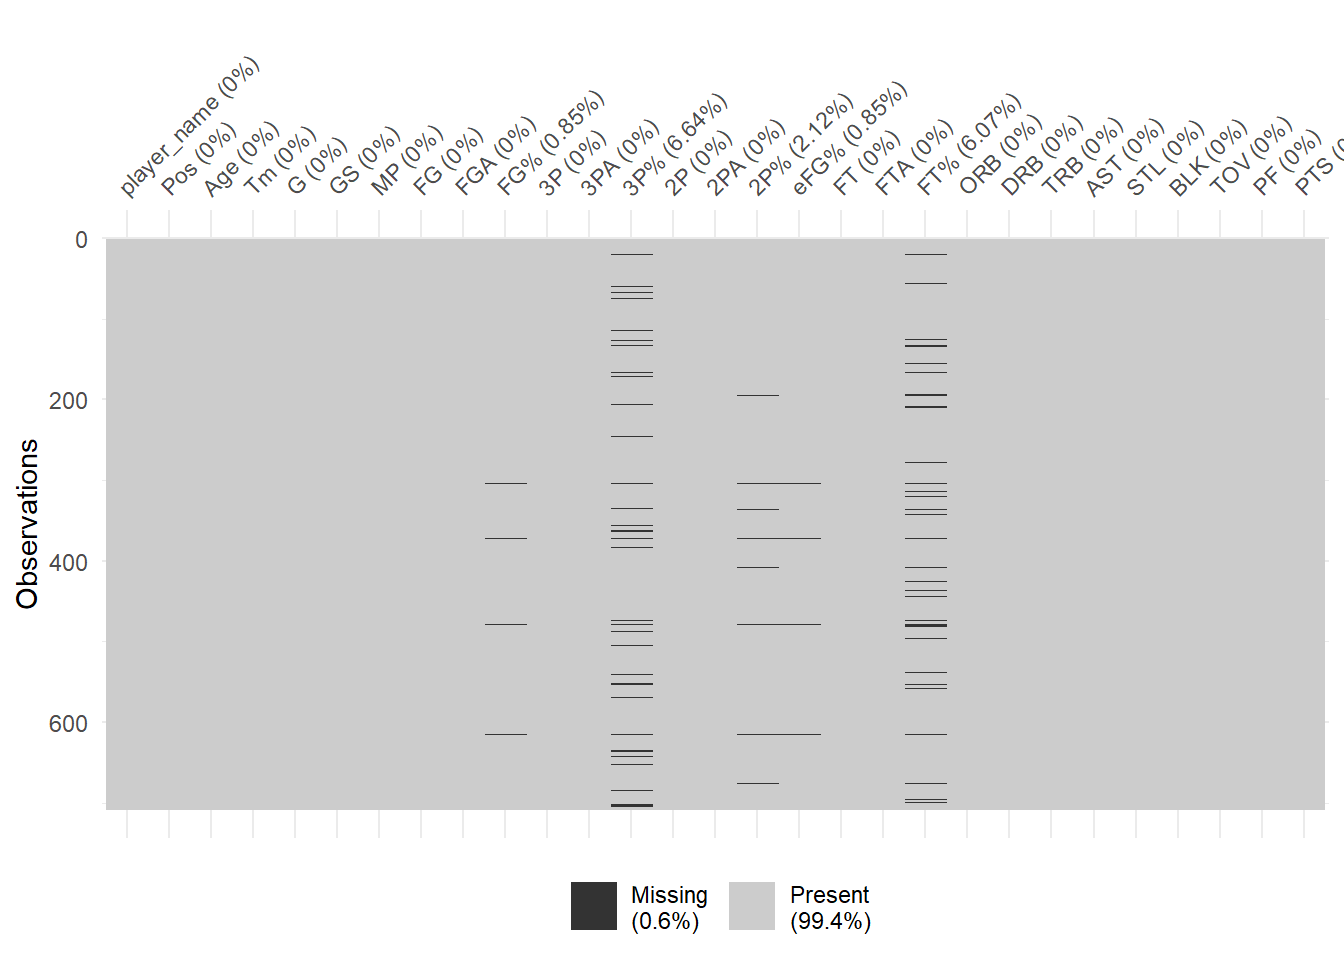 player_name (0%)
Pos (0%)
Age (0%)
Tm (0%)
G (0%)
GS (0%)
MP (0%)
FG (0%)
FGA (0%)
FG% (0.85%)
3P (0%)
3PA (0%)
3P% (6.64%)
2P (0%)
2PA (0%)
2P% (2.12%)
eFG% (0.85%)
FT (0%)
FTA (0%)
FT% (6.07%)
ORB (0%)
DRB (0%)
TRB (0%)
AST (0%)
STL (0%)
BLK (0%)
TOV (0%)
PF (0%)
PTS
0
200
400
600
Observations
Missing
(0.6%)
Present
(99.4%)